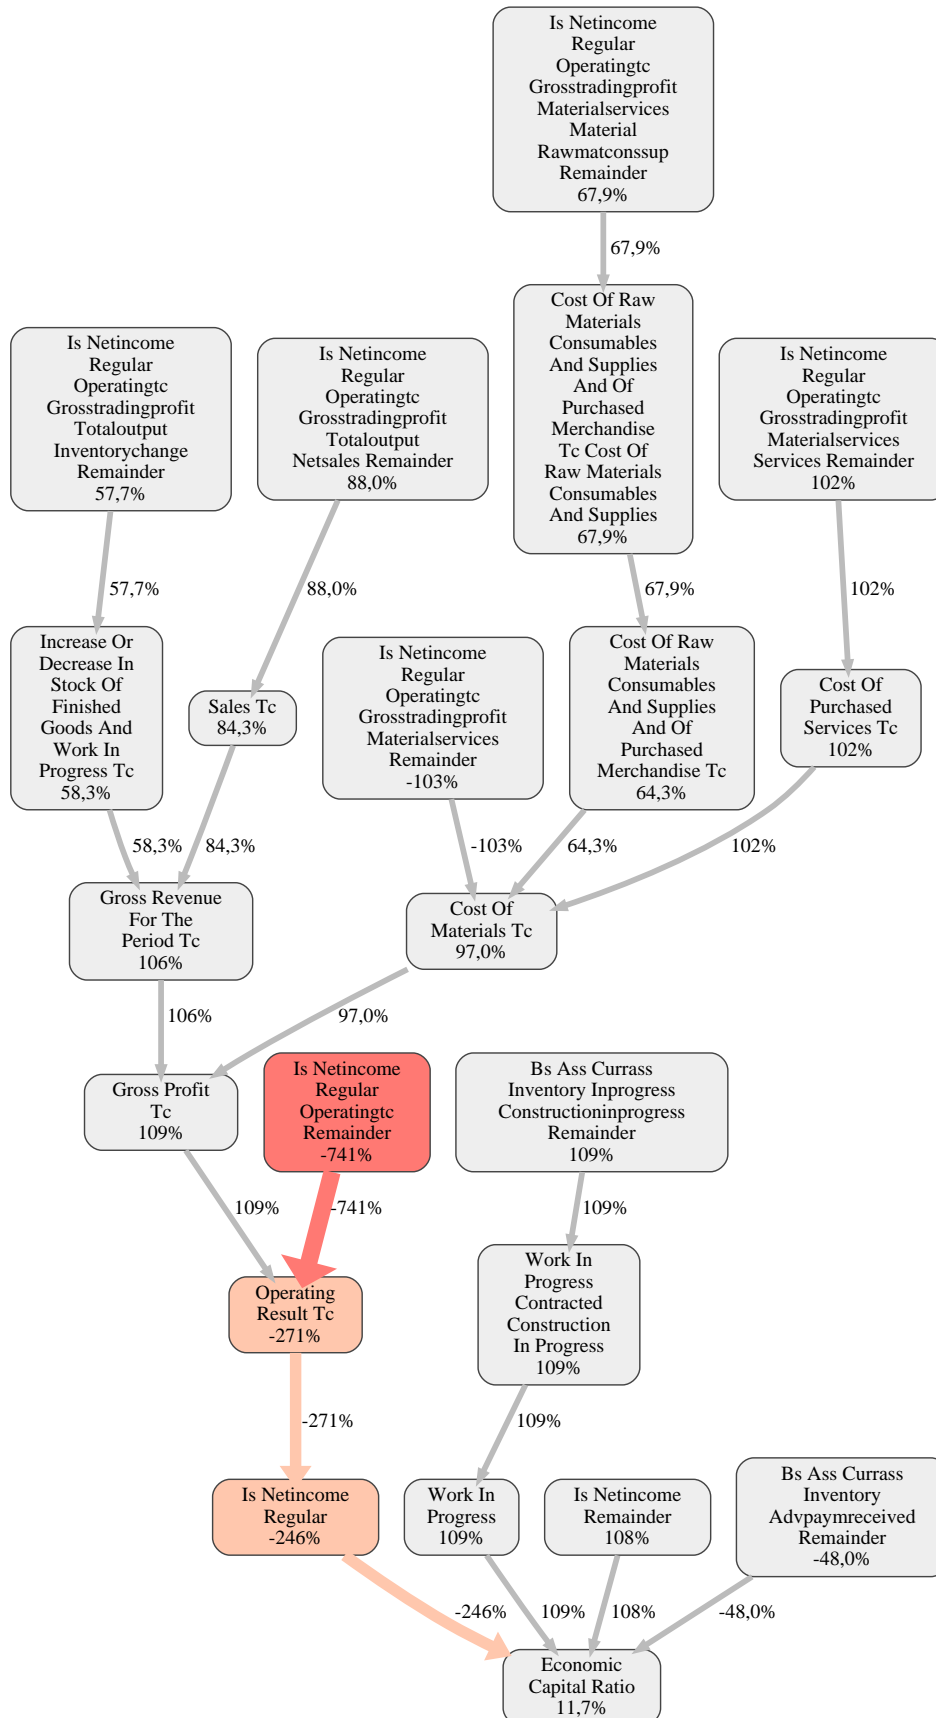 Is Netincome
Regular
Operatingtc
Grosstradingprofit
Materialservices
Material
Rawmatconssup
Remainder
67,9%
67,9%
Is Netincome
Regular
Operatingtc
Grosstradingprofit
Totaloutput
Inventorychange
Remainder
57,7%
Is Netincome
Regular
Operatingtc
Grosstradingprofit
Totaloutput
Netsales Remainder
88,0%
Cost Of Raw
Materials
Consumables
And Supplies
And Of
Purchased
Merchandise
Tc Cost Of
Raw Materials
Consumables
And Supplies
67,9%
Is Netincome
Regular
Operatingtc
Grosstradingprofit
Materialservices
Services Remainder
102%
57,7%
88,0%
67,9%
102%
Increase Or
Decrease In
Stock Of
Finished
Goods And
Work In
Progress Tc
58,3%
Sales Tc
84,3%
Is Netincome
Regular
Operatingtc
Grosstradingprofit
Materialservices
Remainder
-103%
Cost Of Raw
Materials
Consumables
And Supplies
And Of
Purchased
Merchandise Tc
64,3%
Cost Of
Purchased
Services Tc
102%
58,3%
84,3%
-103%
64,3%
102%
Gross Revenue
For The
Period Tc
106%
Cost Of
Materials Tc
97,0%
106%
97,0%
Gross Profit
Tc
109%
Is Netincome
Regular
Operatingtc
Remainder
-741%
Bs Ass Currass
Inventory Inprogress
Constructioninprogress
Remainder
109%
109%
-741%
109%
Operating
Result Tc
-271%
Work In
Progress
Contracted
Construction
In Progress
109%
-271%
109%
Is Netincome
Regular
-246%
Work In
Progress
109%
Is Netincome
Remainder
108%
Bs Ass Currass
Inventory
Advpaymreceived
Remainder
-48,0%
-246%
109%
108%
-48,0%
Economic
Capital Ratio
11,7%